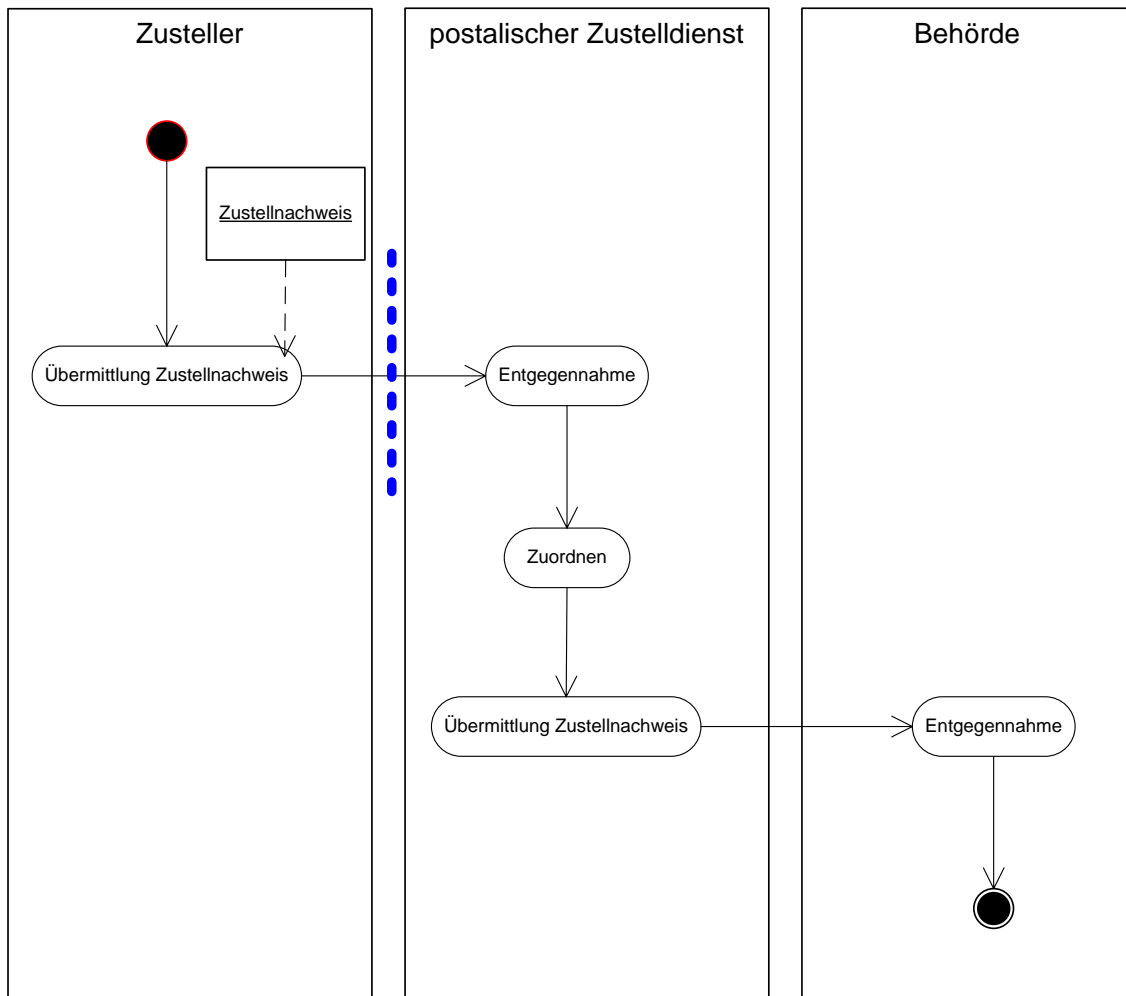 Zusteller
postalischer Zustelldienst
Behörde
Zustellnachweis
Übermittlung Zustellnachweis
Entgegennahme
Zuordnen
Übermittlung Zustellnachweis
Entgegennahme